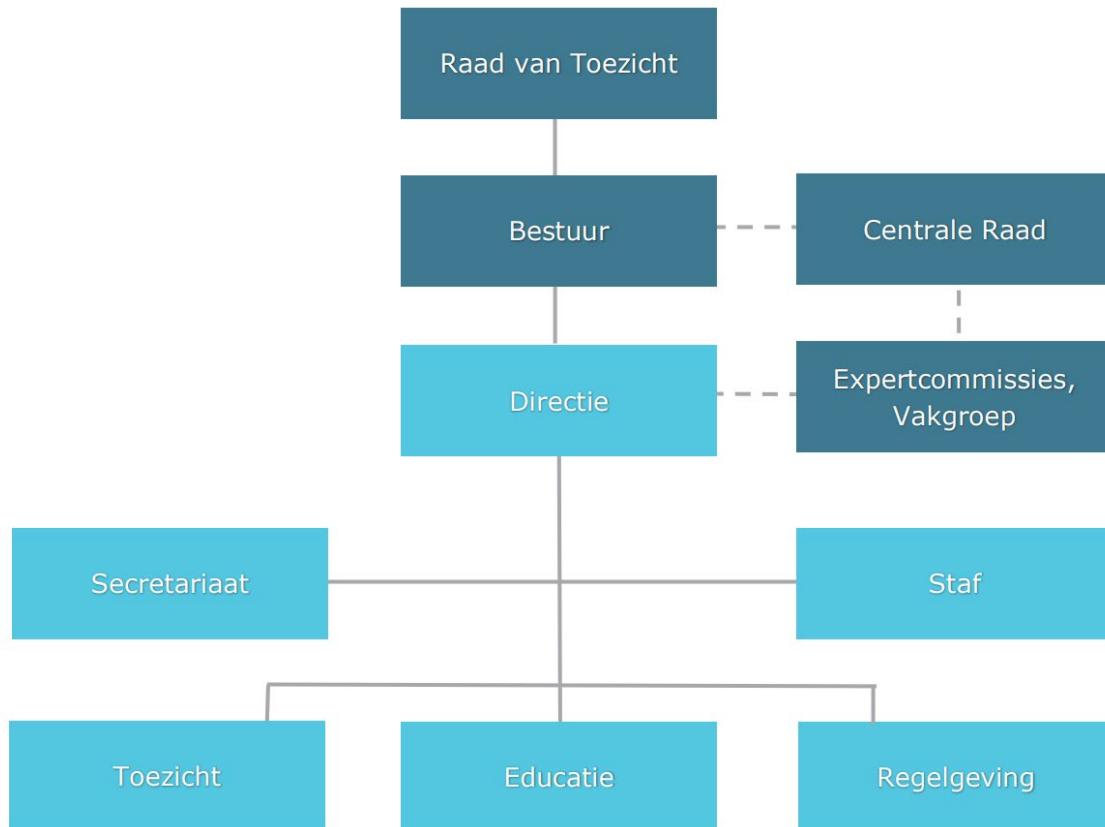 Raad van Toezicht
Bestuur
Centrale Raad
Directie
Expertcommissies,
Vakgroep
Secretariaat
Staf
Toezicht
Educatie
Regelgeving